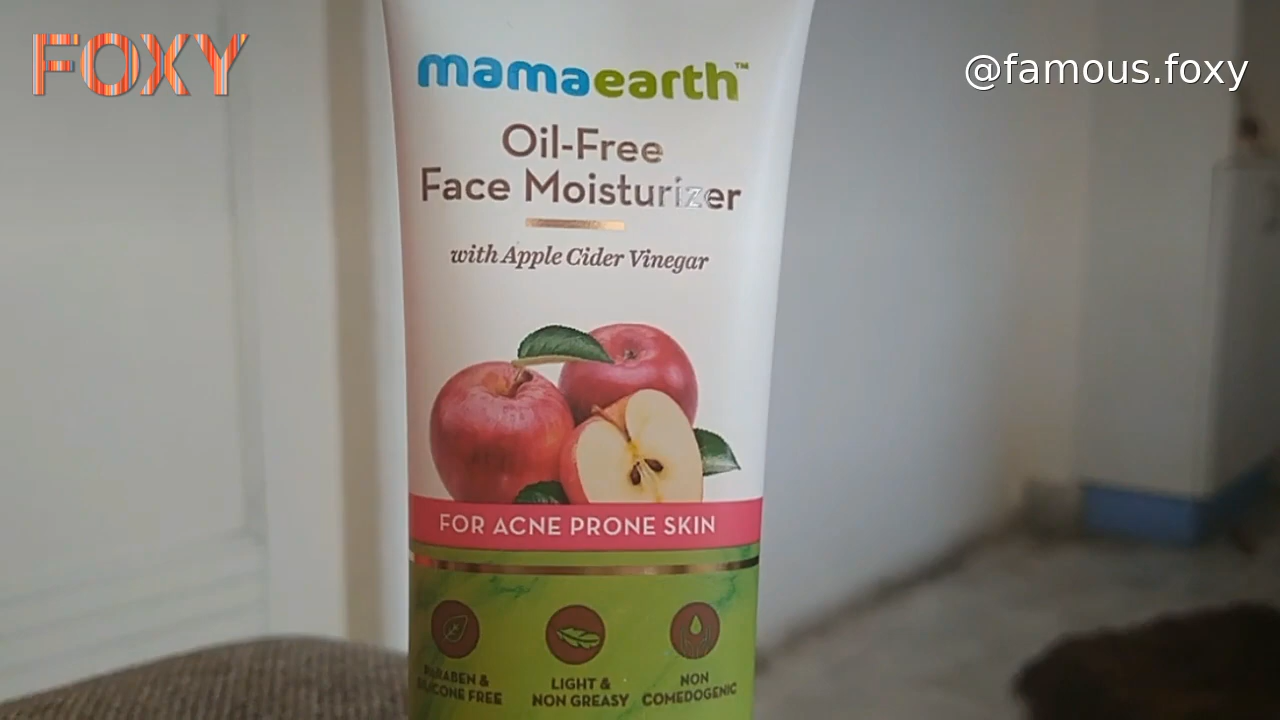 FOXY
@famous.foxy
mamaearth™
Oil-Free
Face Moisturizer
with Apple Cider Vinegar
FOR ACNE PRONE SKIN
PARABEN &
SILICONE FREE
LIGHT &
NON GREASY
NON
COMEDOGENIC